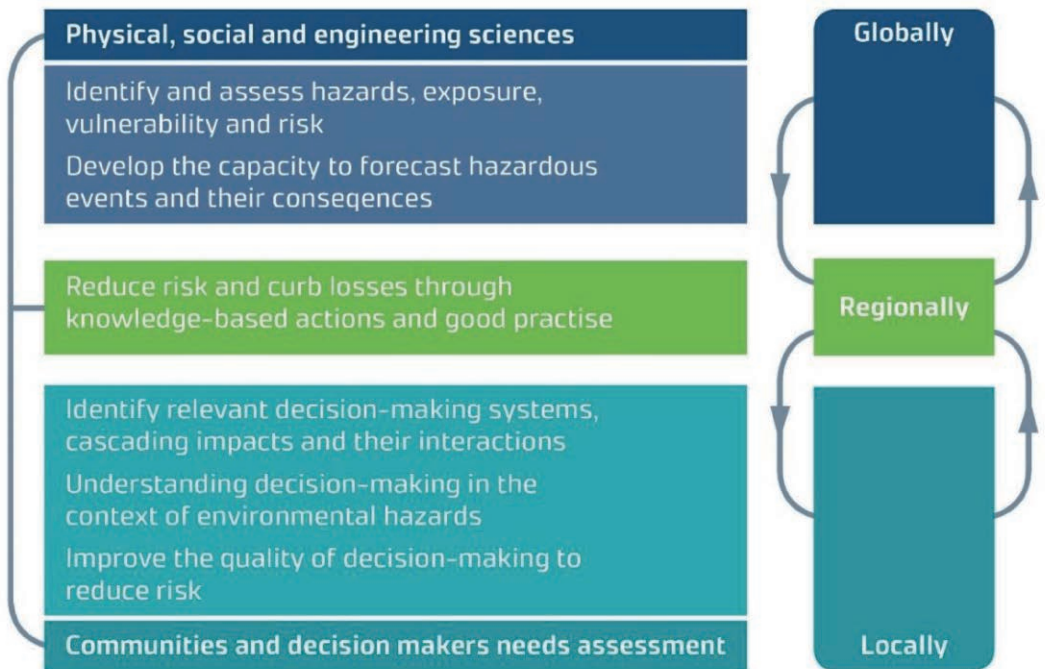 Physical, social and engineering sciences
Identify and assess hazards, exposure,
vulnerability and risk
Develop the capacity to forecast hazardous
events and their conseqences
Reduce risk and curb losses through
knowledge-based actions and good practise
Identify relevant decision-making systems,
cascading impacts and their interactions
Understanding decision-making in the
context of environmental hazards
Improve the quality of decision-making to
reduce risk
Communities and decision makers needs assessment
Globally
Regionally
Locally